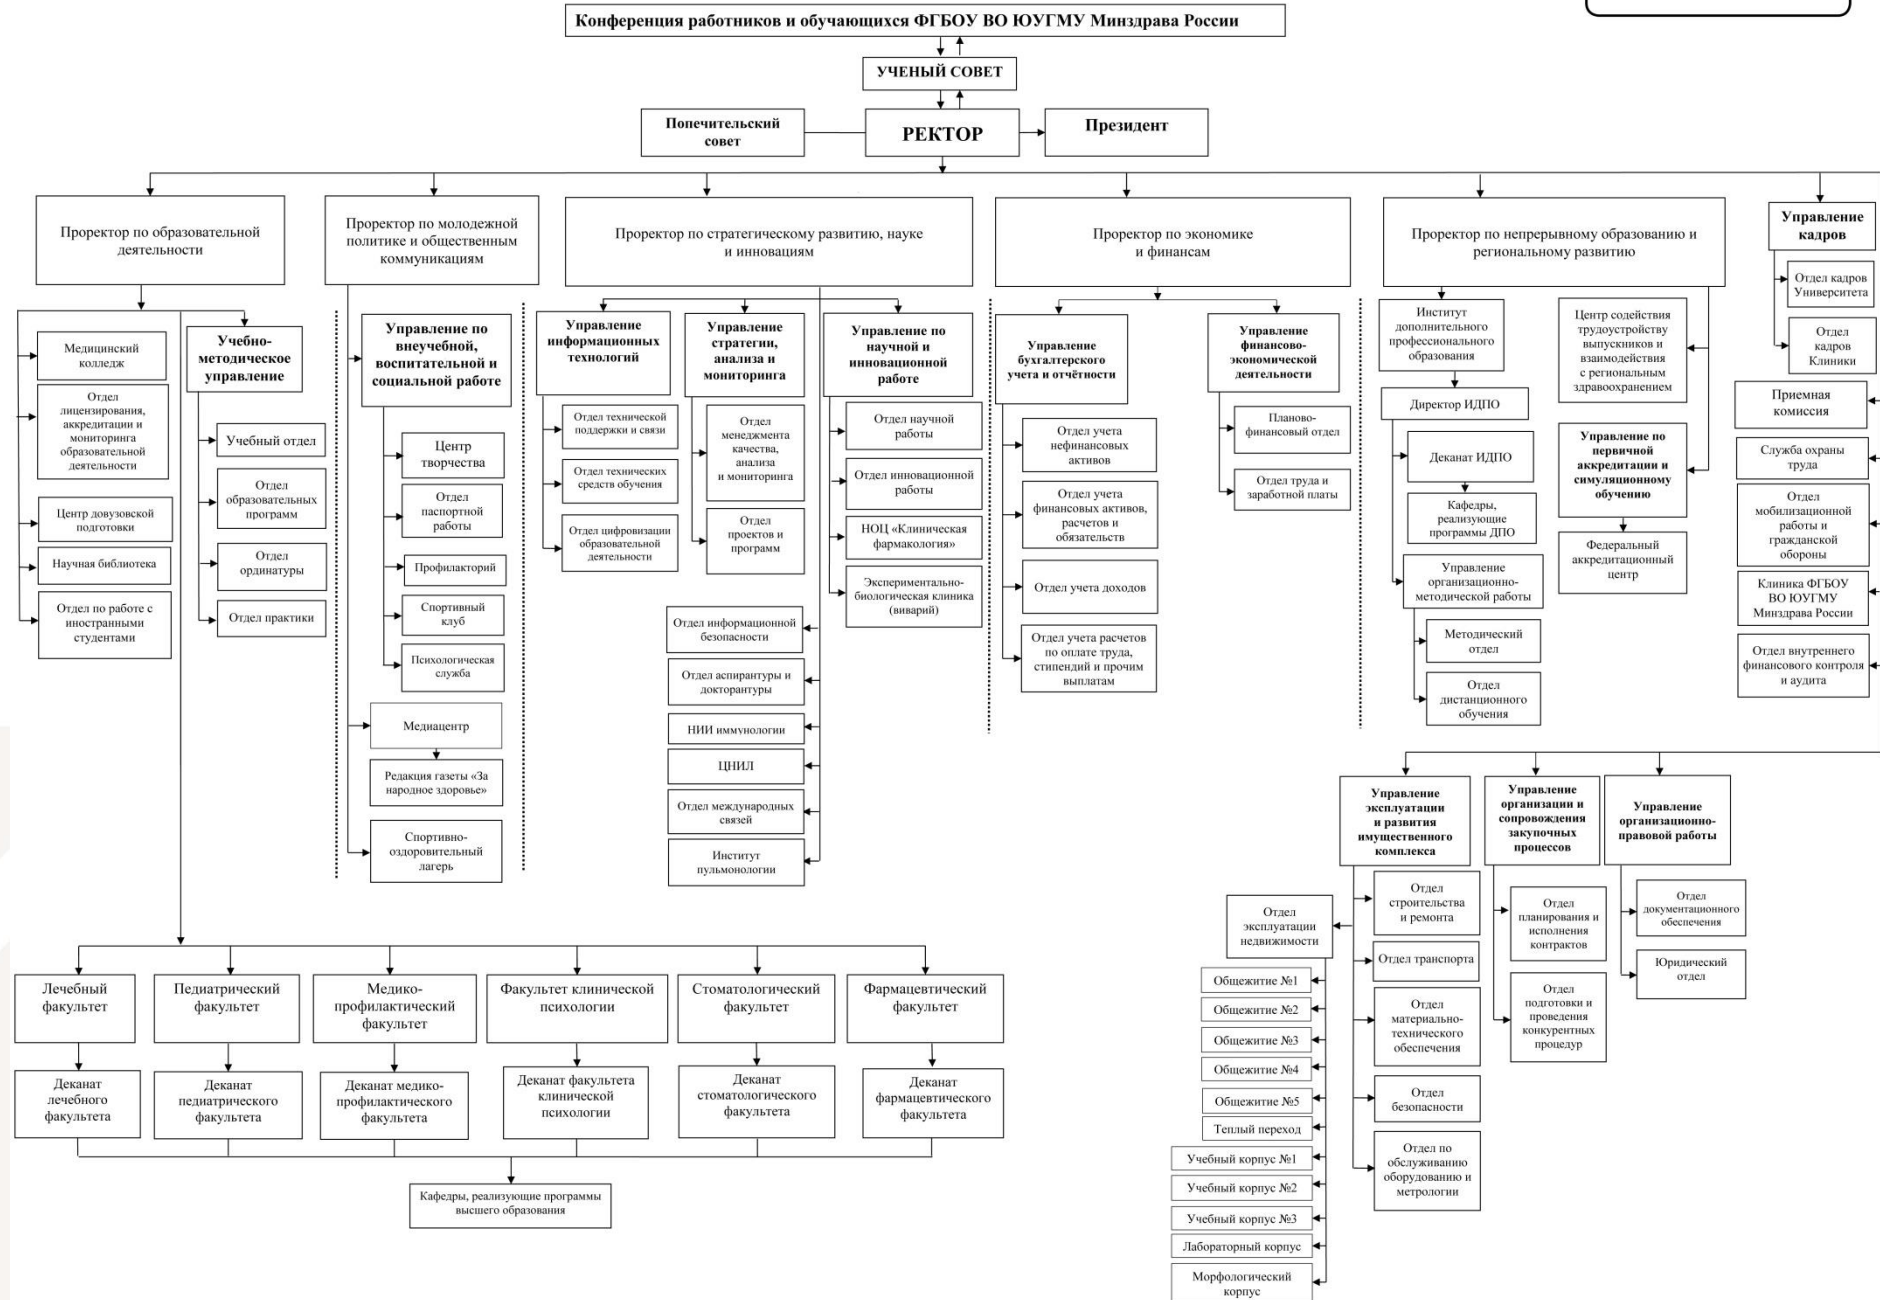 Конференция работников и обучающихся ФГБОУ ВО ЮУГМУ Минздрава России
УЧЕНЫЙ СОВЕТ
Попечительский
совет
РЕКТОР
Президент
Проректор по образовательной
деятельности
Проректор по молодежной
политике и общественным
коммуникациям
Проректор по стратегическому развитию, науке
и инновациям
Проректор по экономике
и финансам
Проректор по непрерывному образованию и
региональному развитию
Управление
кадров
Отдел кадров
Университета
Отдел
кадров
Клиники
Приемная
комиссия
Служба охраны
труда
Отдел
мобилизационной
работы и
гражданской
обороны
Клиника ФГБОУ
ВО ЮУГМУ
Минздрава России
Отдел внутреннего
финансового контроля
и аудита
Медицинский
колледж
Отдел
лицензирования,
аккредитации и
мониторинга
образовательной
деятельности
Центр довузовской
подготовки
Научная библиотека
Отдел по работе с
иностранными
студентами
Учебно-
методическое
управление
Учебный отдел
Отдел
образовательных
программ
Отдел
ординатуры
Отдел практики
Управление по
внеучебной,
воспитательной и
социальной работе
Центр
творчества
Отдел
паспортной
работы
Профилакторий
Спортивный
клуб
Психологическая
служба
Медиацентр
Редакция газеты «За
народное здоровье»
Спортивно-
оздоровительный
лагерь
Управление
информационных
технологий
Отдел технической
поддержки и связи
Отдел технических
средств обучения
Отдел цифровизации
образовательной
деятельности
Управление
стратегии,
анализа и
мониторинга
Отдел
менеджмента
качества,
анализа
и мониторинга
Отдел
проектов и
программ
Управление по
научной и
инновационной
работе
Отдел научной
работы
Отдел инновационной
работы
НОЦ «Клиническая
фармакология»
Экспериментально-
биологическая клиника
(виварий)
Отдел информационной
безопасности
Отдел аспирантуры и
докторантуры
НИИ иммунологии
ЦНИЛ
Отдел международных
связей
Институт
пульмонологии
Управление
бухгалтерского
учета и отчётности
Отдел учета
нефинансовых
активов
Отдел учета
финансовых активов,
расчетов и
обязательств
Отдел учета доходов
Отдел учета расчетов
по оплате труда,
стипендий и прочим
выплатам
Управление
финансово-
экономической
деятельности
Планово-
финансовый отдел
Отдел труда и
заработной платы
Институт
дополнительного
профессионального
образования
Директор ИДПО
Деканат ИДПО
Кафедры,
реализующие
программы ДПО
Управление
организационно-
методической работы
Методический
отдел
Отдел
дистанционного
обучения
Центр содействия
трудоустройству
выпускников и
взаимодействия
с региональным
здравоохранением
Управление по
первичной
аккредитации и
симуляционному
обучению
Федеральный
аккредитационный
центр
Управление
эксплуатации
и развития
имущественного
комплекса
Управление
организации и
сопровождения
закупочных
процессов
Управление
организационно-
правовой работы
Отдел
эксплуатации
недвижимости
Общежитие №1
Общежитие №2
Общежитие №3
Общежитие №4
Общежитие №5
Теплый переход
Учебный корпус №1
Учебный корпус №2
Учебный корпус №3
Лабораторный корпус
Морфологический
корпус
Отдел
строительства
и ремонта
Отдел транспорта
Отдел
материально-
технического
обеспечения
Отдел
безопасности
Отдел по
обслуживанию
оборудованию и
метрологии
Отдел
планирования и
исполнения
контрактов
Отдел
подготовки и
проведения
конкурентных
процедур
Отдел
документационного
обеспечения
Юридический
отдел
Лечебный
факультет
Педиатрический
факультет
Медико-
профилактический
факультет
Факультет клинической
психологии
Стоматологический
факультет
Фармацевтический
факультет
Деканат
лечебного
факультета
Деканат
педиатрического
факультета
Деканат медико-
профилактического
факультета
Деканат факультета
клинической
психологии
Деканат
стоматологического
факультета
Деканат
фармацевтического
факультета
Кафедры, реализующие программы
высшего образования